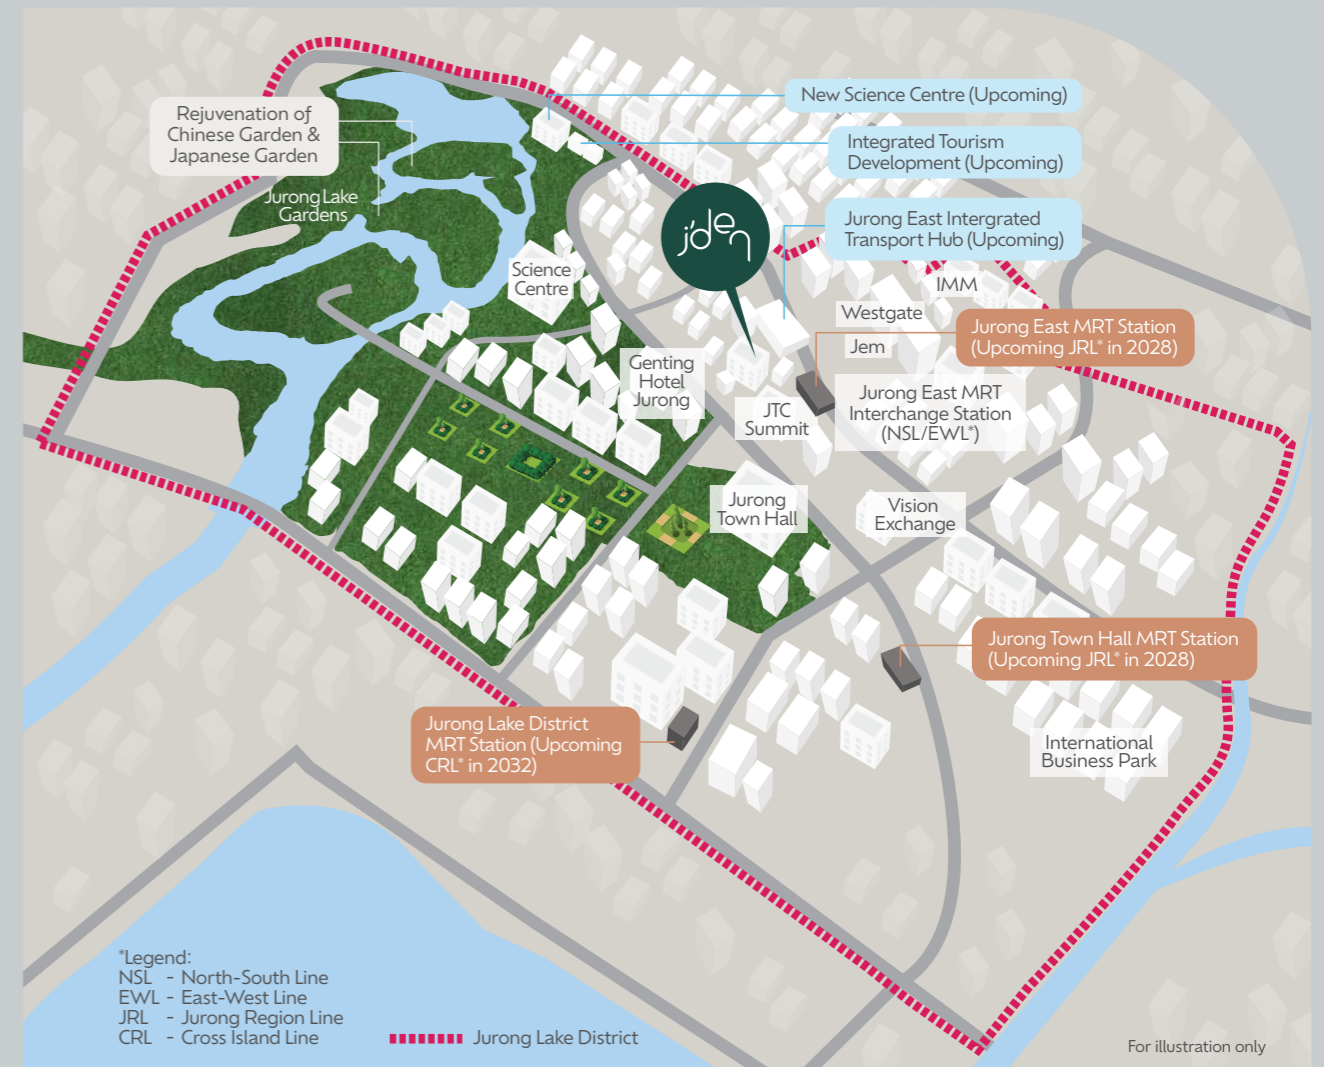 New Science Centre (Upcoming)
Rejuvenation of
Chinese Garden &
Japanese Garden
Integrated Tourism
Development (Upcoming)
Jurong Lake
Gardens
j'den
Jurong East Intergrated
Transport Hub (Upcoming)
Science
Centre
IMM
Westgate
Jem
Jurong East MRT Station
(Upcoming JRL* in 2028)
Genting
Hotel
Jurong
JTC
Summit
Jurong East MRT
Interchange Station
(NSL/EWL*)
Jurong
Town Hall
Vision
Exchange
Jurong Town Hall MRT Station
(Upcoming JRL* in 2028)
Jurong Lake District
MRT Station (Upcoming
CRL* in 2032)
International
Business Park
*Legend:
NSL - North-South Line
EWL - East-West Line
JRL - Jurong Region Line
CRL - Cross Island Line
Jurong Lake District
For illustration only